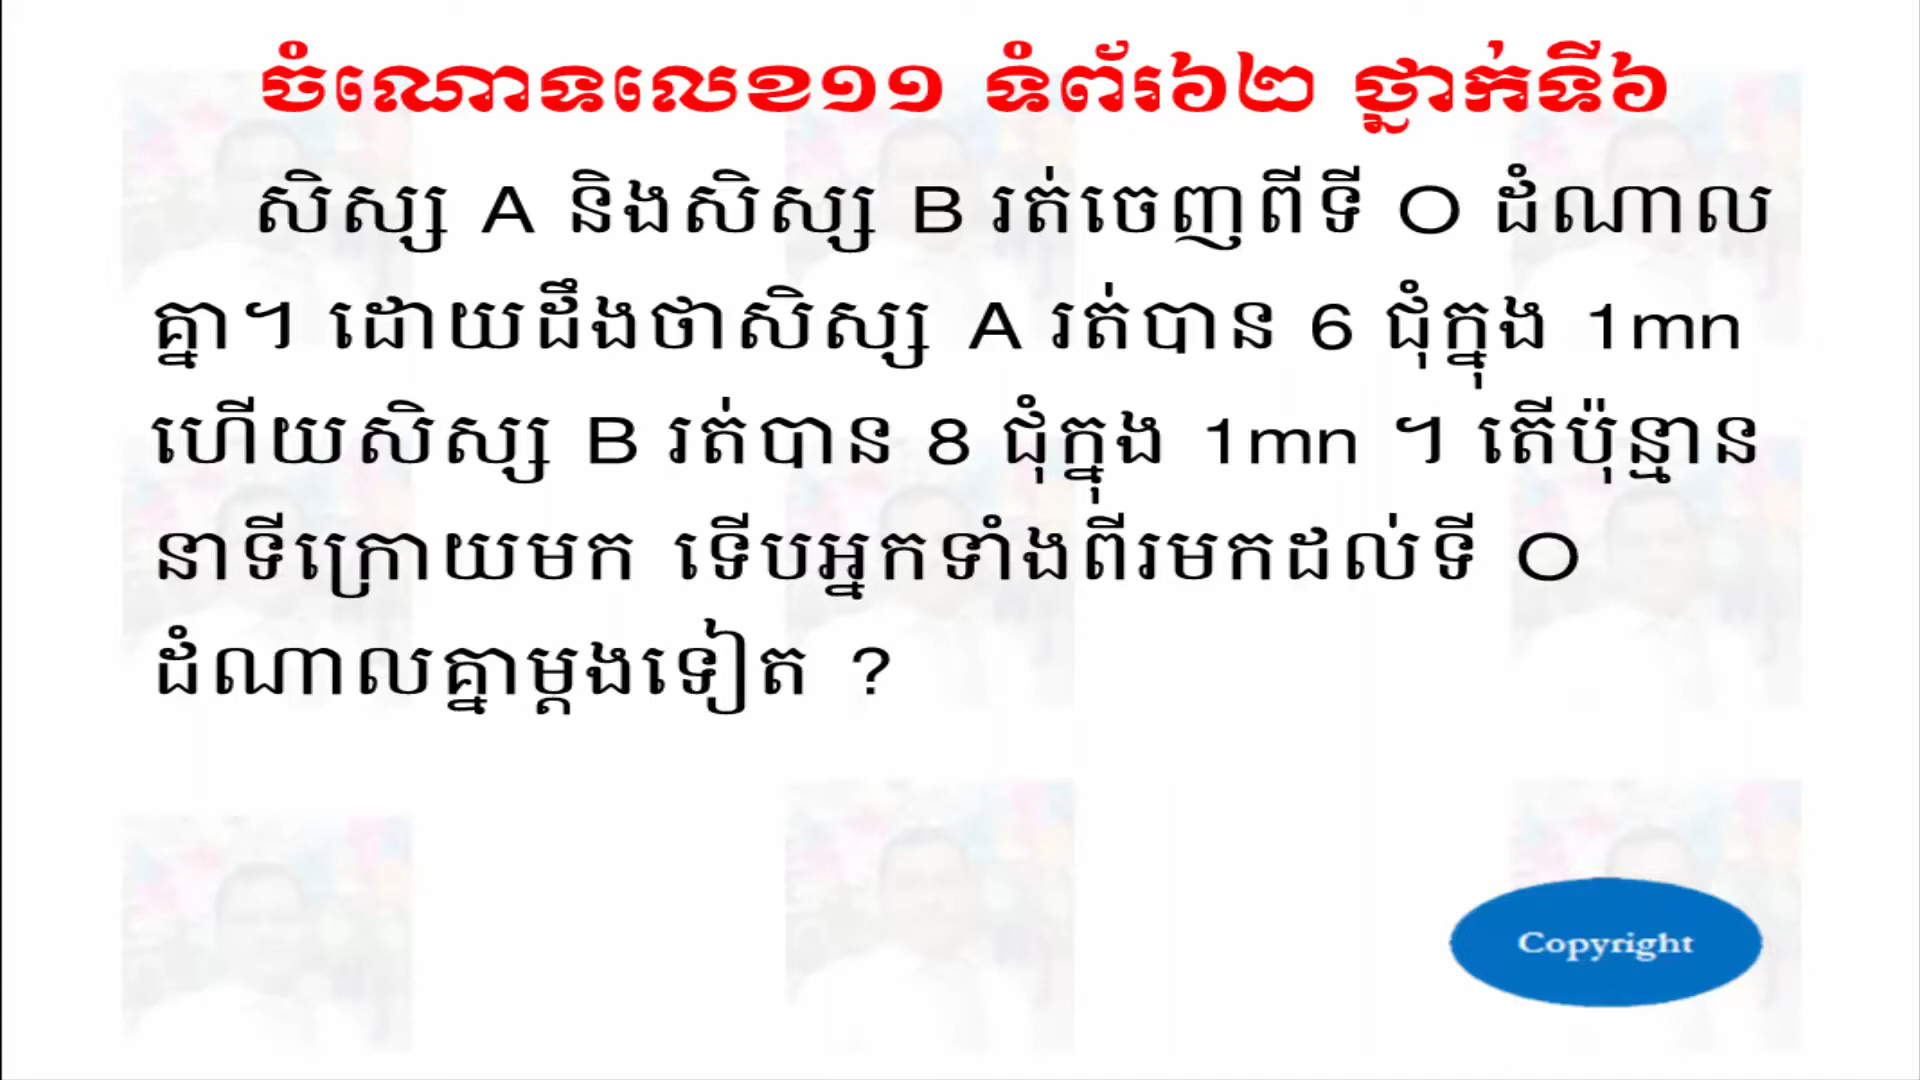 ចំណោទលេខ១១ ទំព័រ៦២ ថ្នាក់ទី៦
សិស្ស A និងសិស្ស B រត់ចេញពីទី O ដំណាល
គ្នា។ ដោយដឹងថាសិស្ស A រត់បាន 6 ជុំក្នុង 1mn
ហើយសិស្ស B រត់បាន 8 ជុំក្នុង 1mn ។ តើប៉ុន្មាន
នាទីក្រោយមក ទើបអ្នកទាំងពីរមកដល់ទី O
ដំណាលគ្នាម្ដងទៀត ?
Copyright